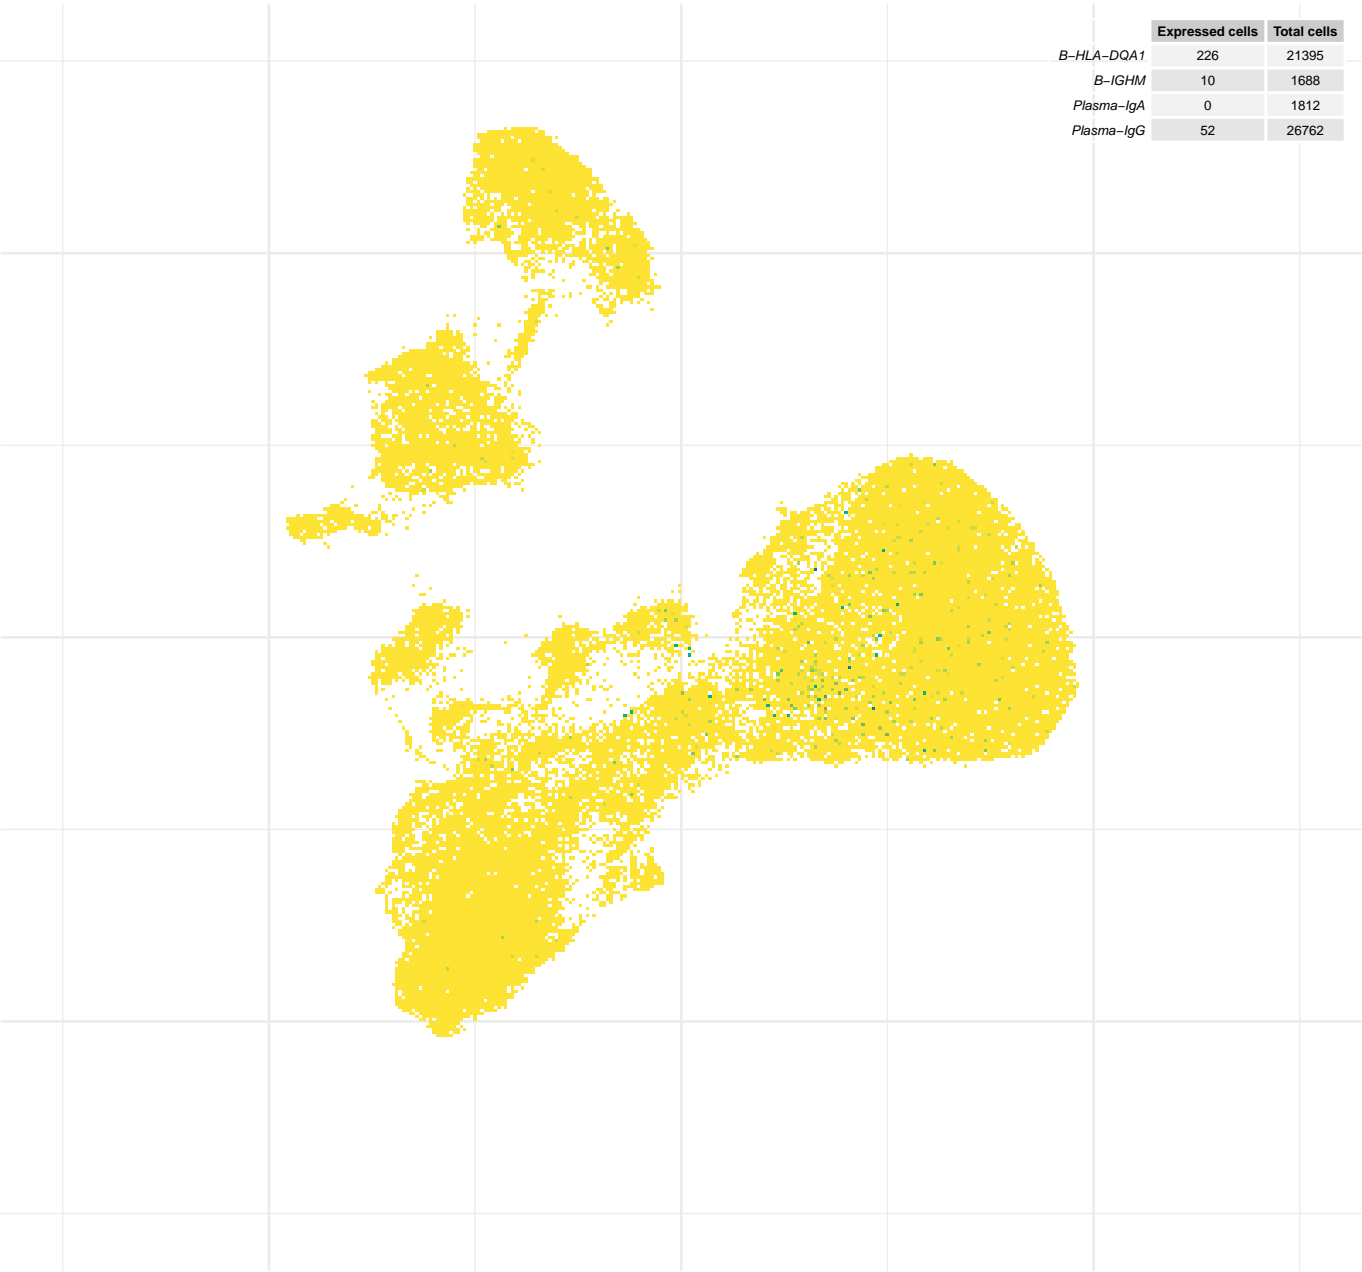 Expressed cells Total cells
B−HLA−DQA1 226 21395
B−IGHM 10 1688
Plasma−IgA 0 1812
Plasma−IgG 52 26762